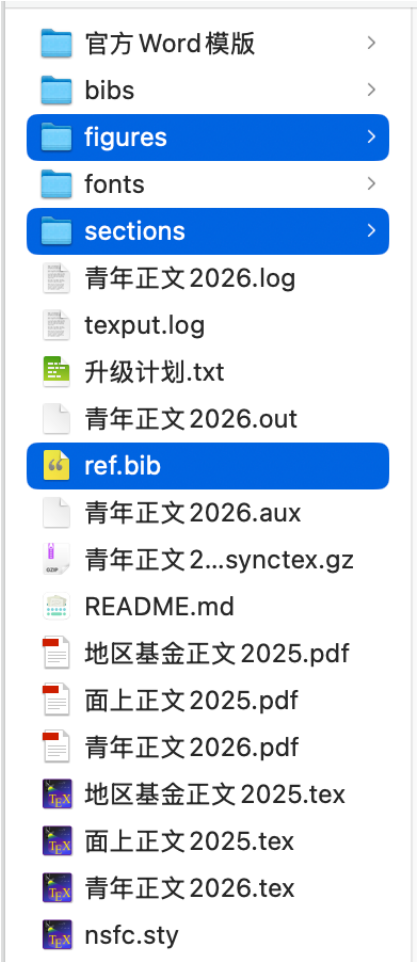 官方Word模版
bibs
figures
fonts
sections
青年正文2026.log
texput.log
升级计划.txt
青年正文2026.out
ref.bib
青年正文2026.aux
青年正文2...synctex.gz
README.md
地区基金正文2025.pdf
面上正文2025.pdf
青年正文2026.pdf
地区基金正文2025.tex
面上正文2025.tex
青年正文2026.tex
nsfc.sty